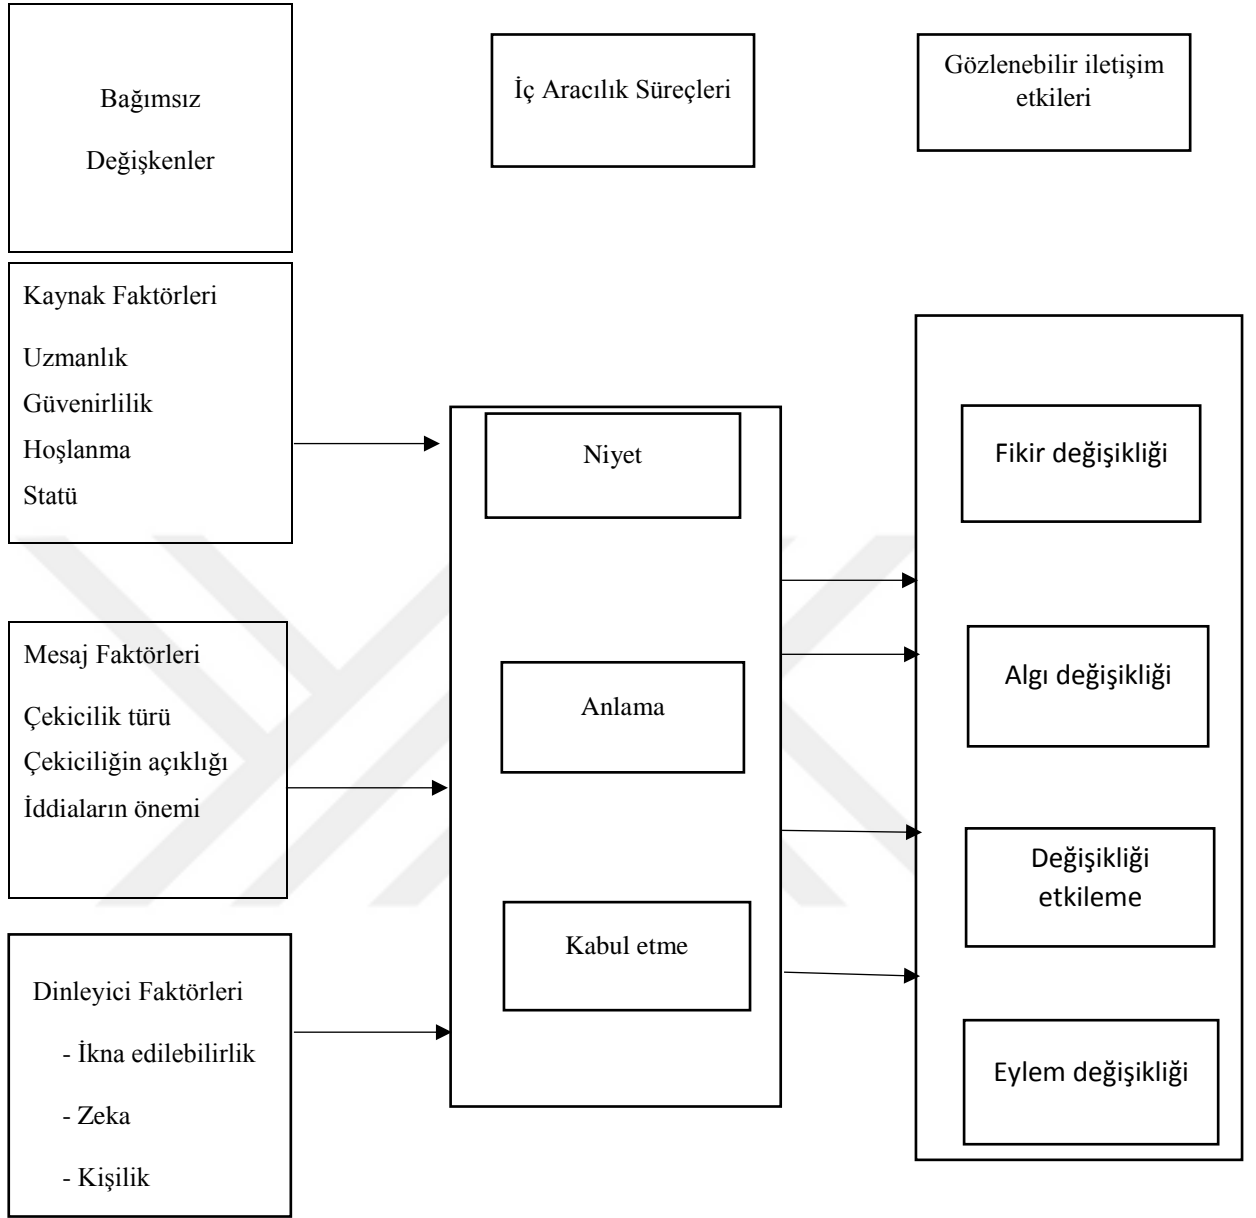 Bağımsız
Değişkenler
İç Aracılık Süreçleri
Gözlenebilir iletişim
etkileri
Kaynak Faktörleri
Uzmanlık
Güvenirlilik
Hoşlanma
Statü
Mesaj Faktörleri
Çekicilik türü
Çekiciliğin açıklığı
İddiaların önemi
Dinleyici Faktörleri
- İkna edilebilirlik
- Zeka
- Kişilik
Niyet
Anlama
Kabul etme
Fikir değişikliği
Algı değişikliği
Değişikliği
etkileme
Eylem değişikliği